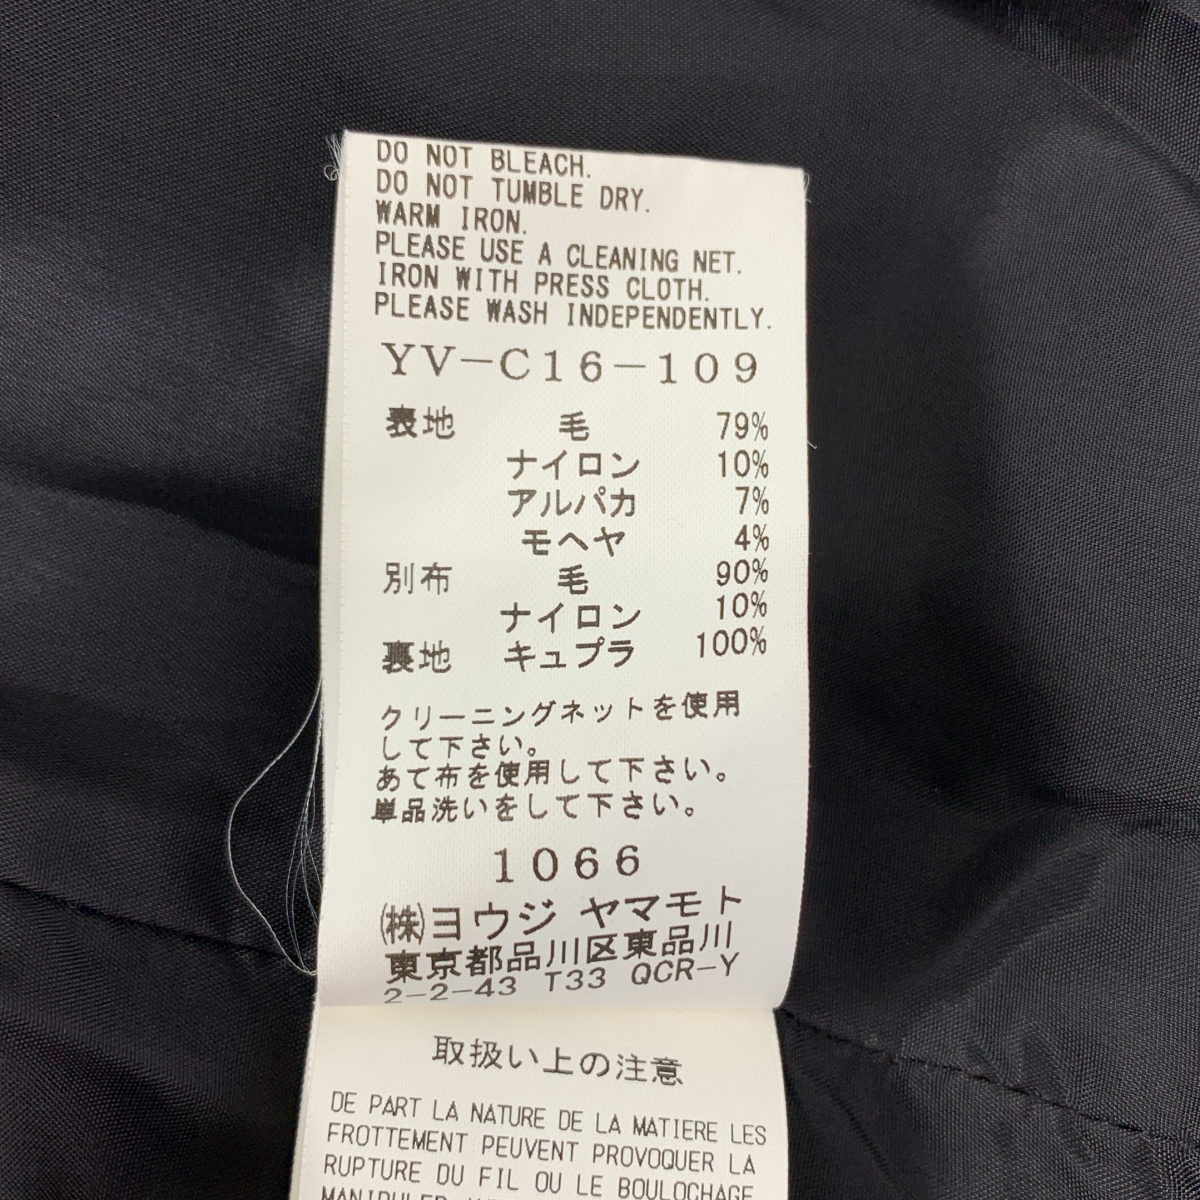 DO NOT BLEACH.
DO NOT TUMBLE DRY.
WARM IRON.
PLEASE USE A CLEANING NET.
IRON WITH PRESS CLOTH.
PLEASE WASH INDEPENDENTLY.
YV-C16-109
表地 毛 79%
ナイロン 10%
アルパカ 7%
モヘヤ 4%
別布 毛 90%
ナイロン 10%
裏地 キュプラ 100%
クリーニングネットを使用
して下さい。
あて布を使用して下さい。
単品洗いをして下さい。
1066
(株)ヨウジ ヤマモト
東京都品川区東品川
2-2-43 T33 QCR-Y
取扱い上の注意
DE PART LA NATURE DE LA MATIERE LES
FROTTEMENT PEUVENT PROVOQUER LA
RUPTURE DU FIL OU LE BOULOCHAGE
MANIPULER